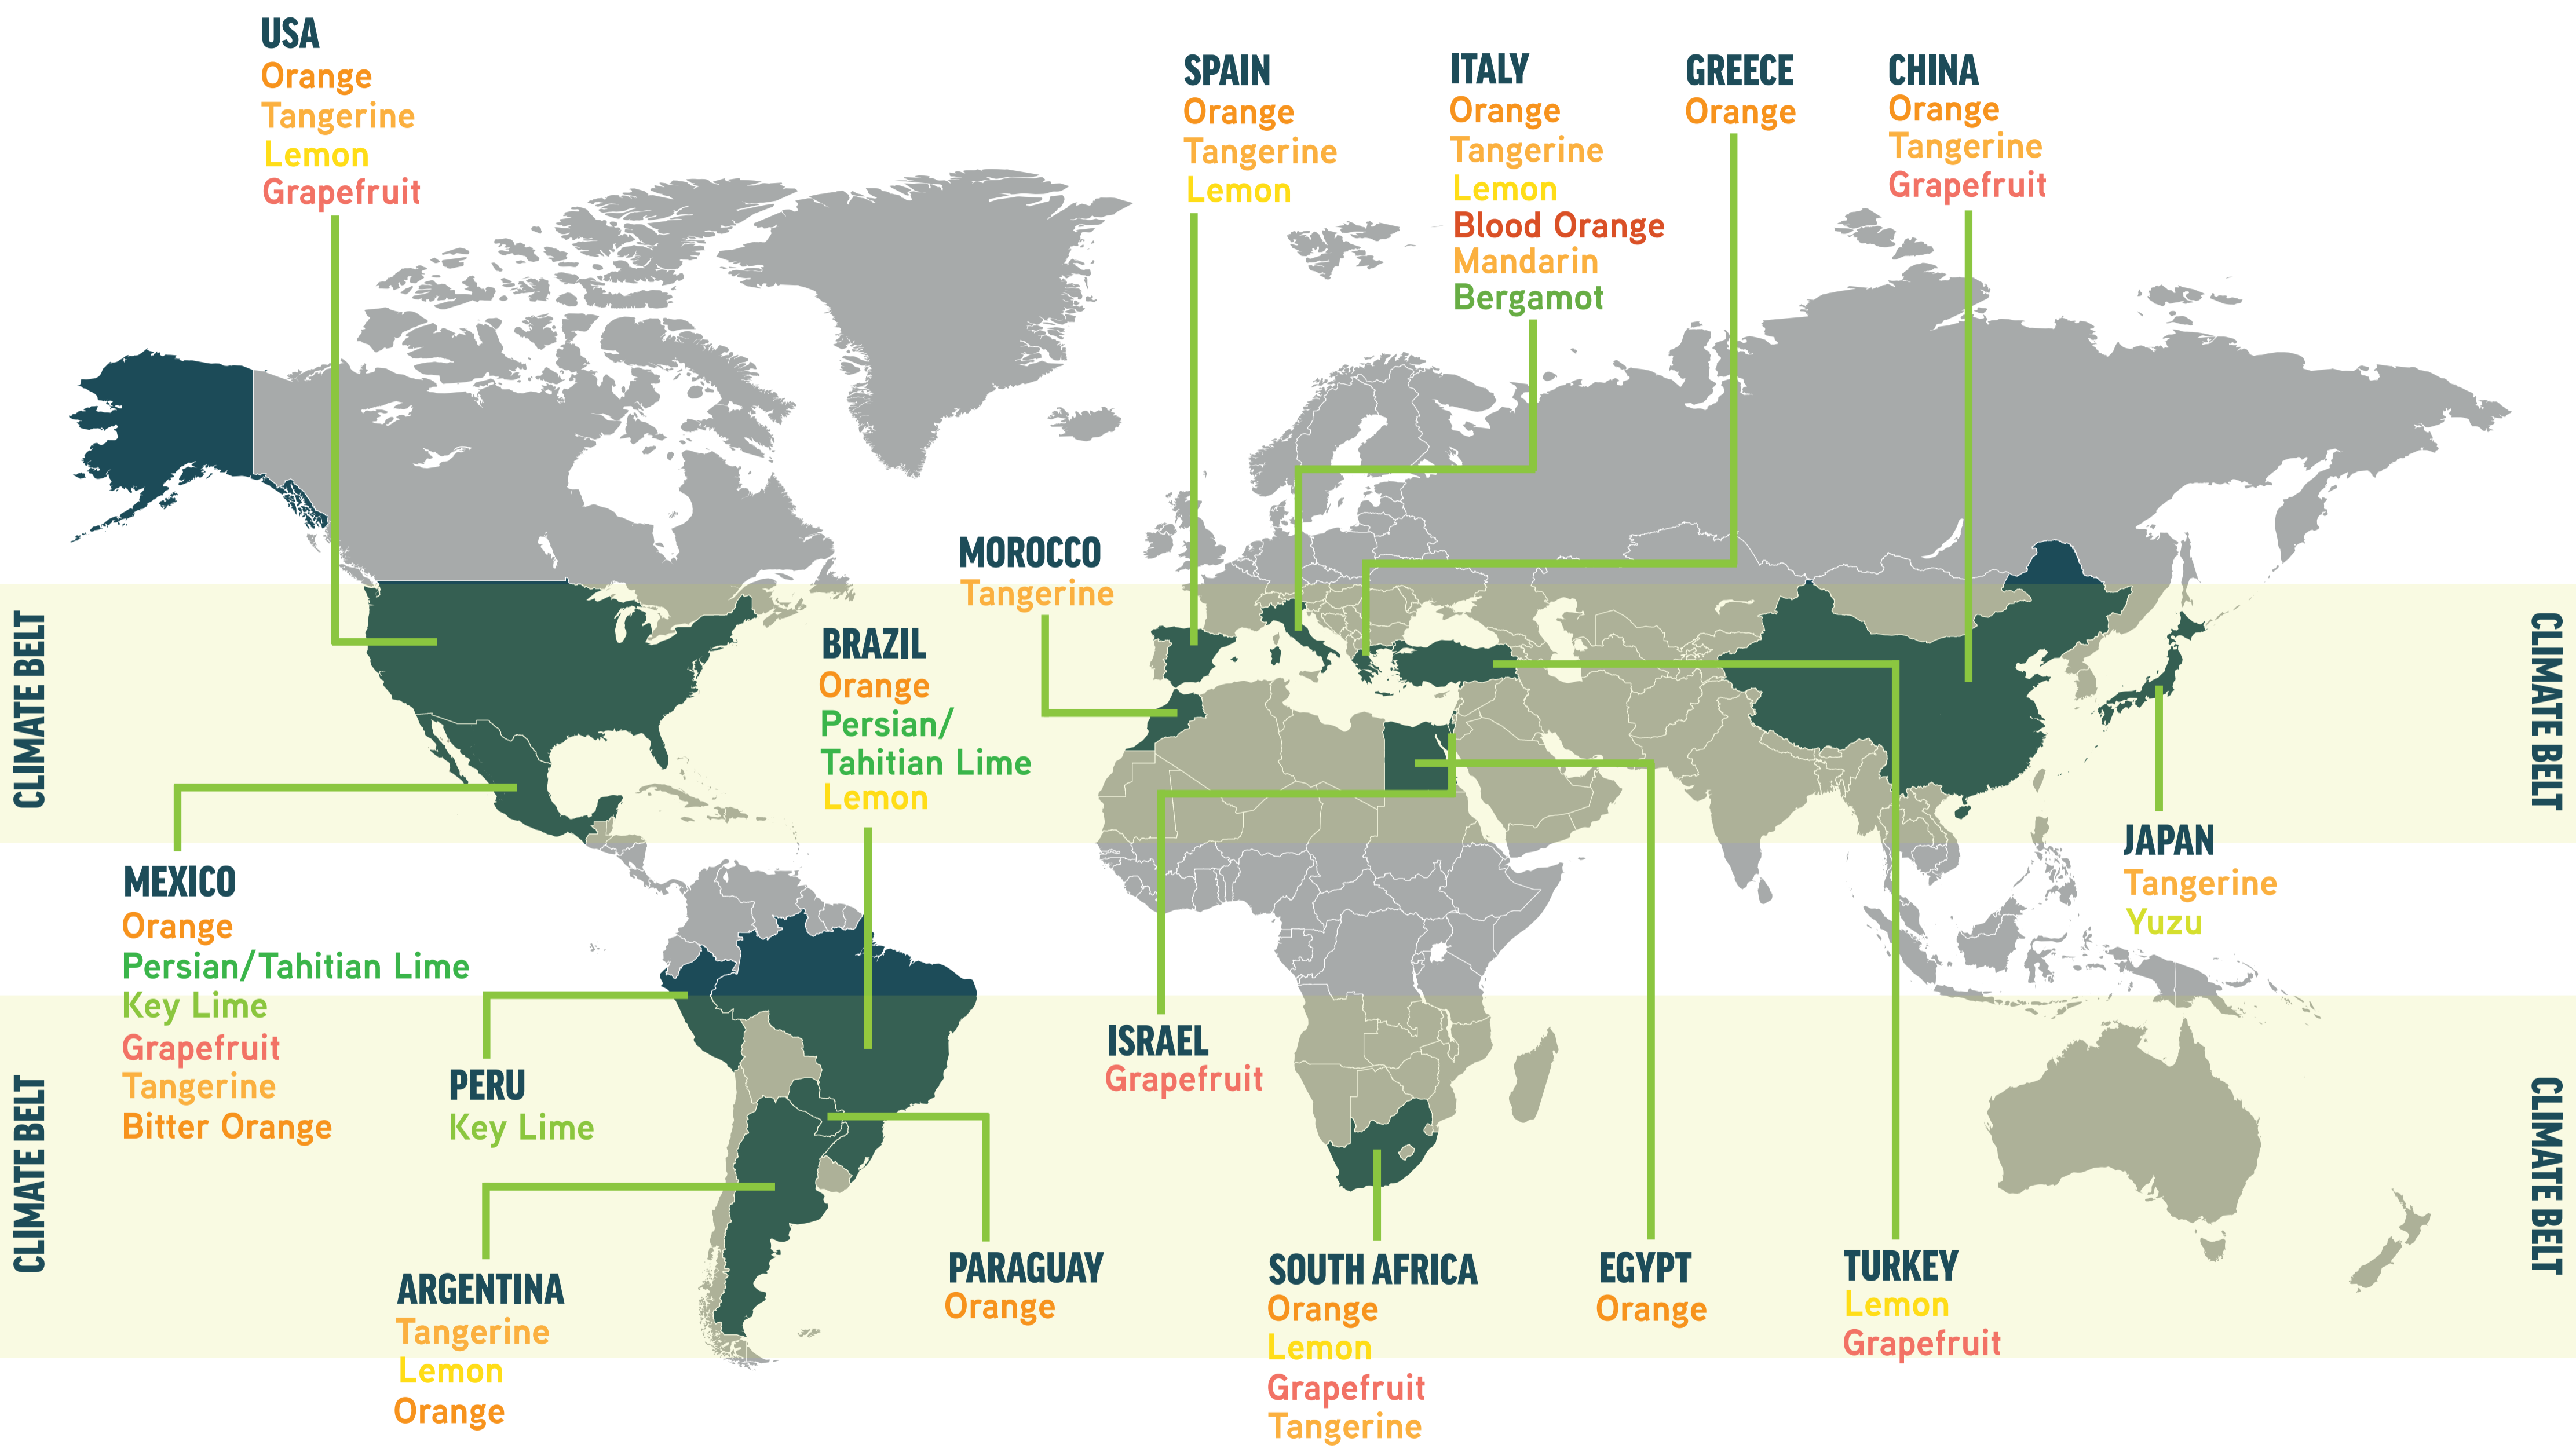 USA
Orange
Tangerine
Lemon
Grapefruit
SPAIN
Orange
Tangerine
Lemon
ITALY
Orange
Tangerine
Lemon
Blood Orange
Mandarin
Bergamot
GREECE
Orange
CHINA
Orange
Tangerine
Grapefruit
MOROCCO
Tangerine
CLIMATE BELT
BRAZIL
Orange
Persian/
Tahitian Lime
Lemon
CLIMATE BELT
MEXICO
Orange
Persian/Tahitian Lime
Key Lime
Grapefruit
Tangerine
Bitter Orange
JAPAN
Tangerine
Yuzu
CLIMATE BELT
PERU
Key Lime
ISRAEL
Grapefruit
CLIMATE BELT
ARGENTINA
Tangerine
Lemon
Orange
PARAGUAY
Orange
SOUTH AFRICA
Orange
Lemon
Grapefruit
Tangerine
EGYPT
Orange
TURKEY
Lemon
Grapefruit